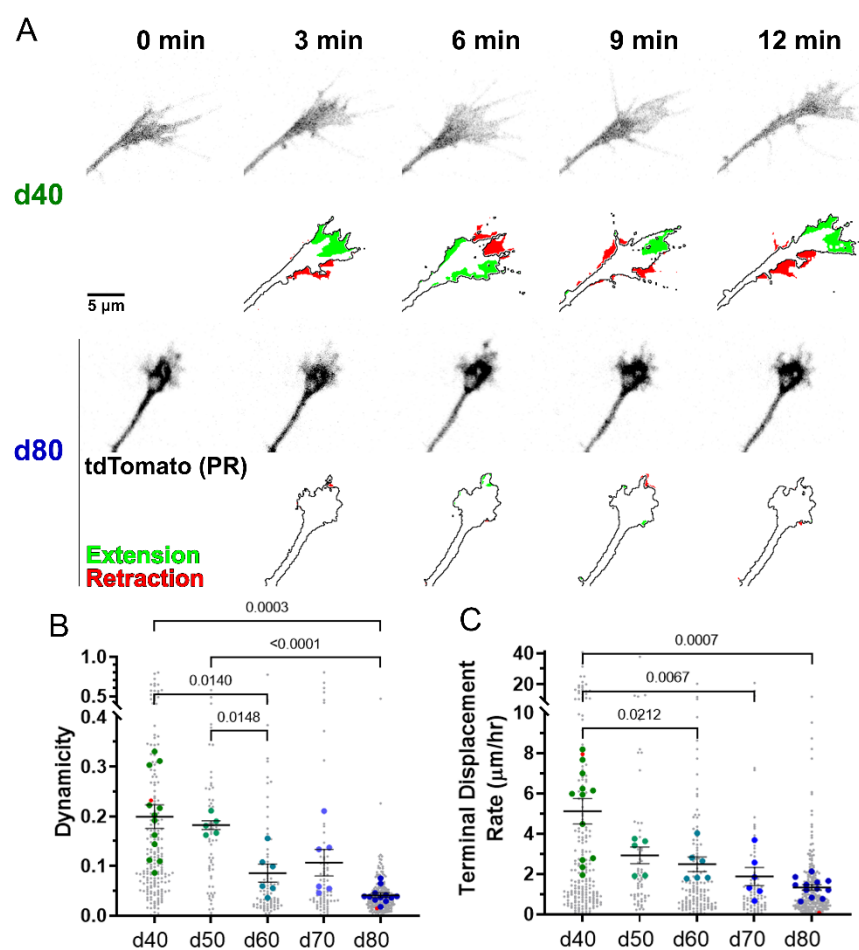 A
0 min 3 min 6 min 9 min 12 min
d40
5 µm
d80
tdTomato (PR)
Extension
Retraction
B
0.0003
<0.0001
0.0140
0.0148
1.0
0.5
0.4
0.3
0.2
0.1
0.0
Dynamicity
d40 d50 d60 d70 d80
C
0.0007
0.0067
0.0212
40
20
8
6
4
2
0
Terminal Displacement
Rate (µm/hr)
d40 d50 d60 d70 d80